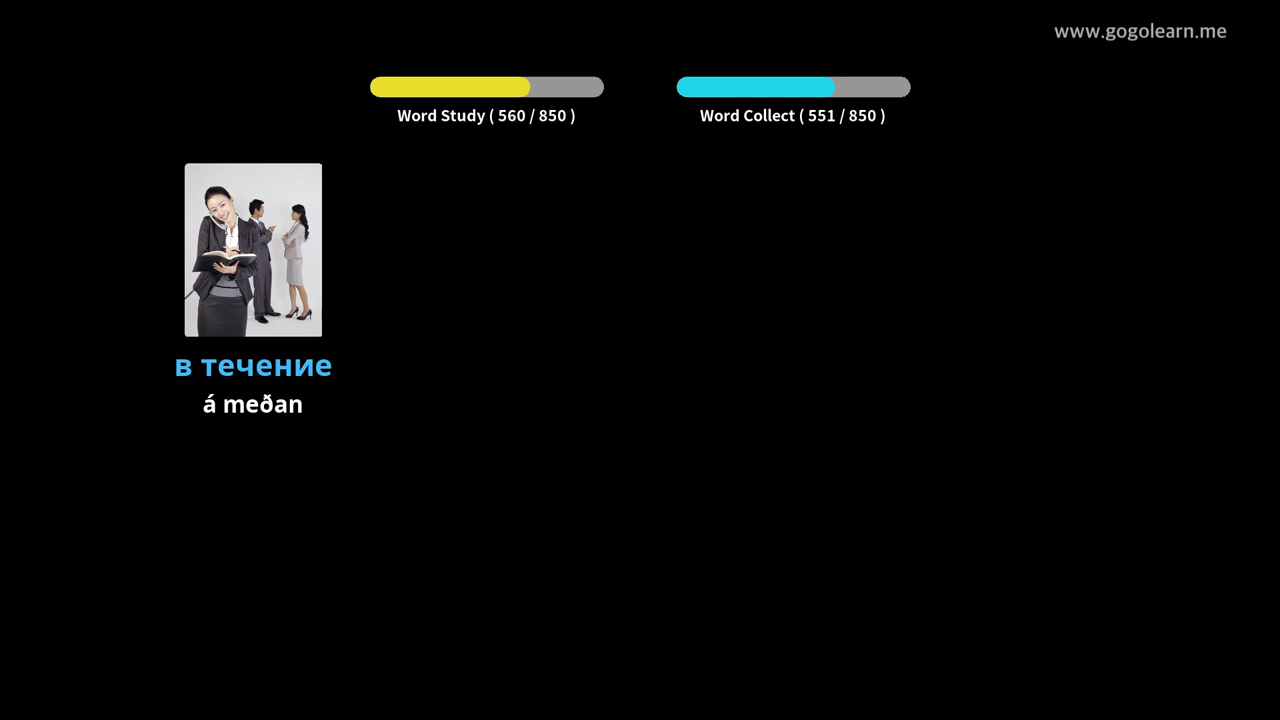 www.gogolearn.me
Word Study ( 560 / 850 )
Word Collect ( 551 / 850 )
в течение
á meðan